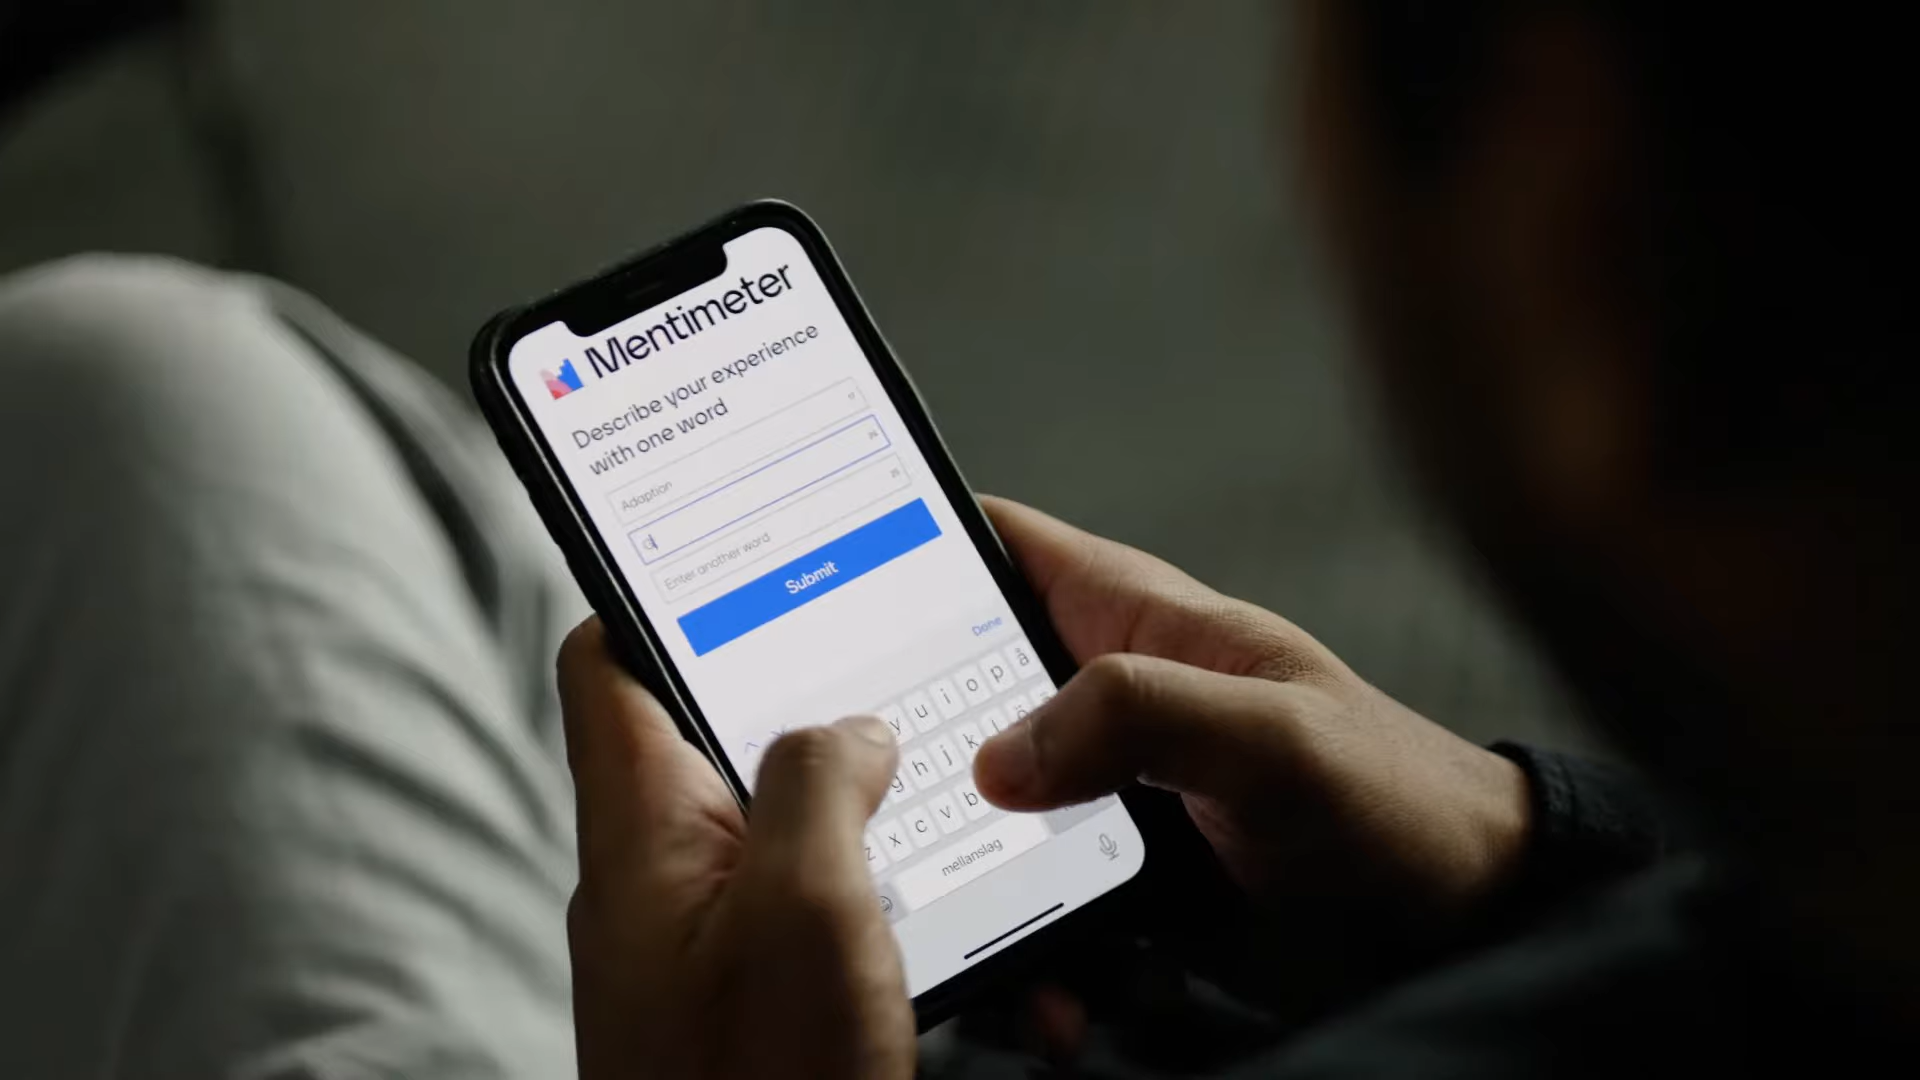 Mentimeter
Describe your experience
with one word
Adaption
G
Enter another word
Submit
Done
y u i o p å
g h j k l ö
z x c v b
mellanslag